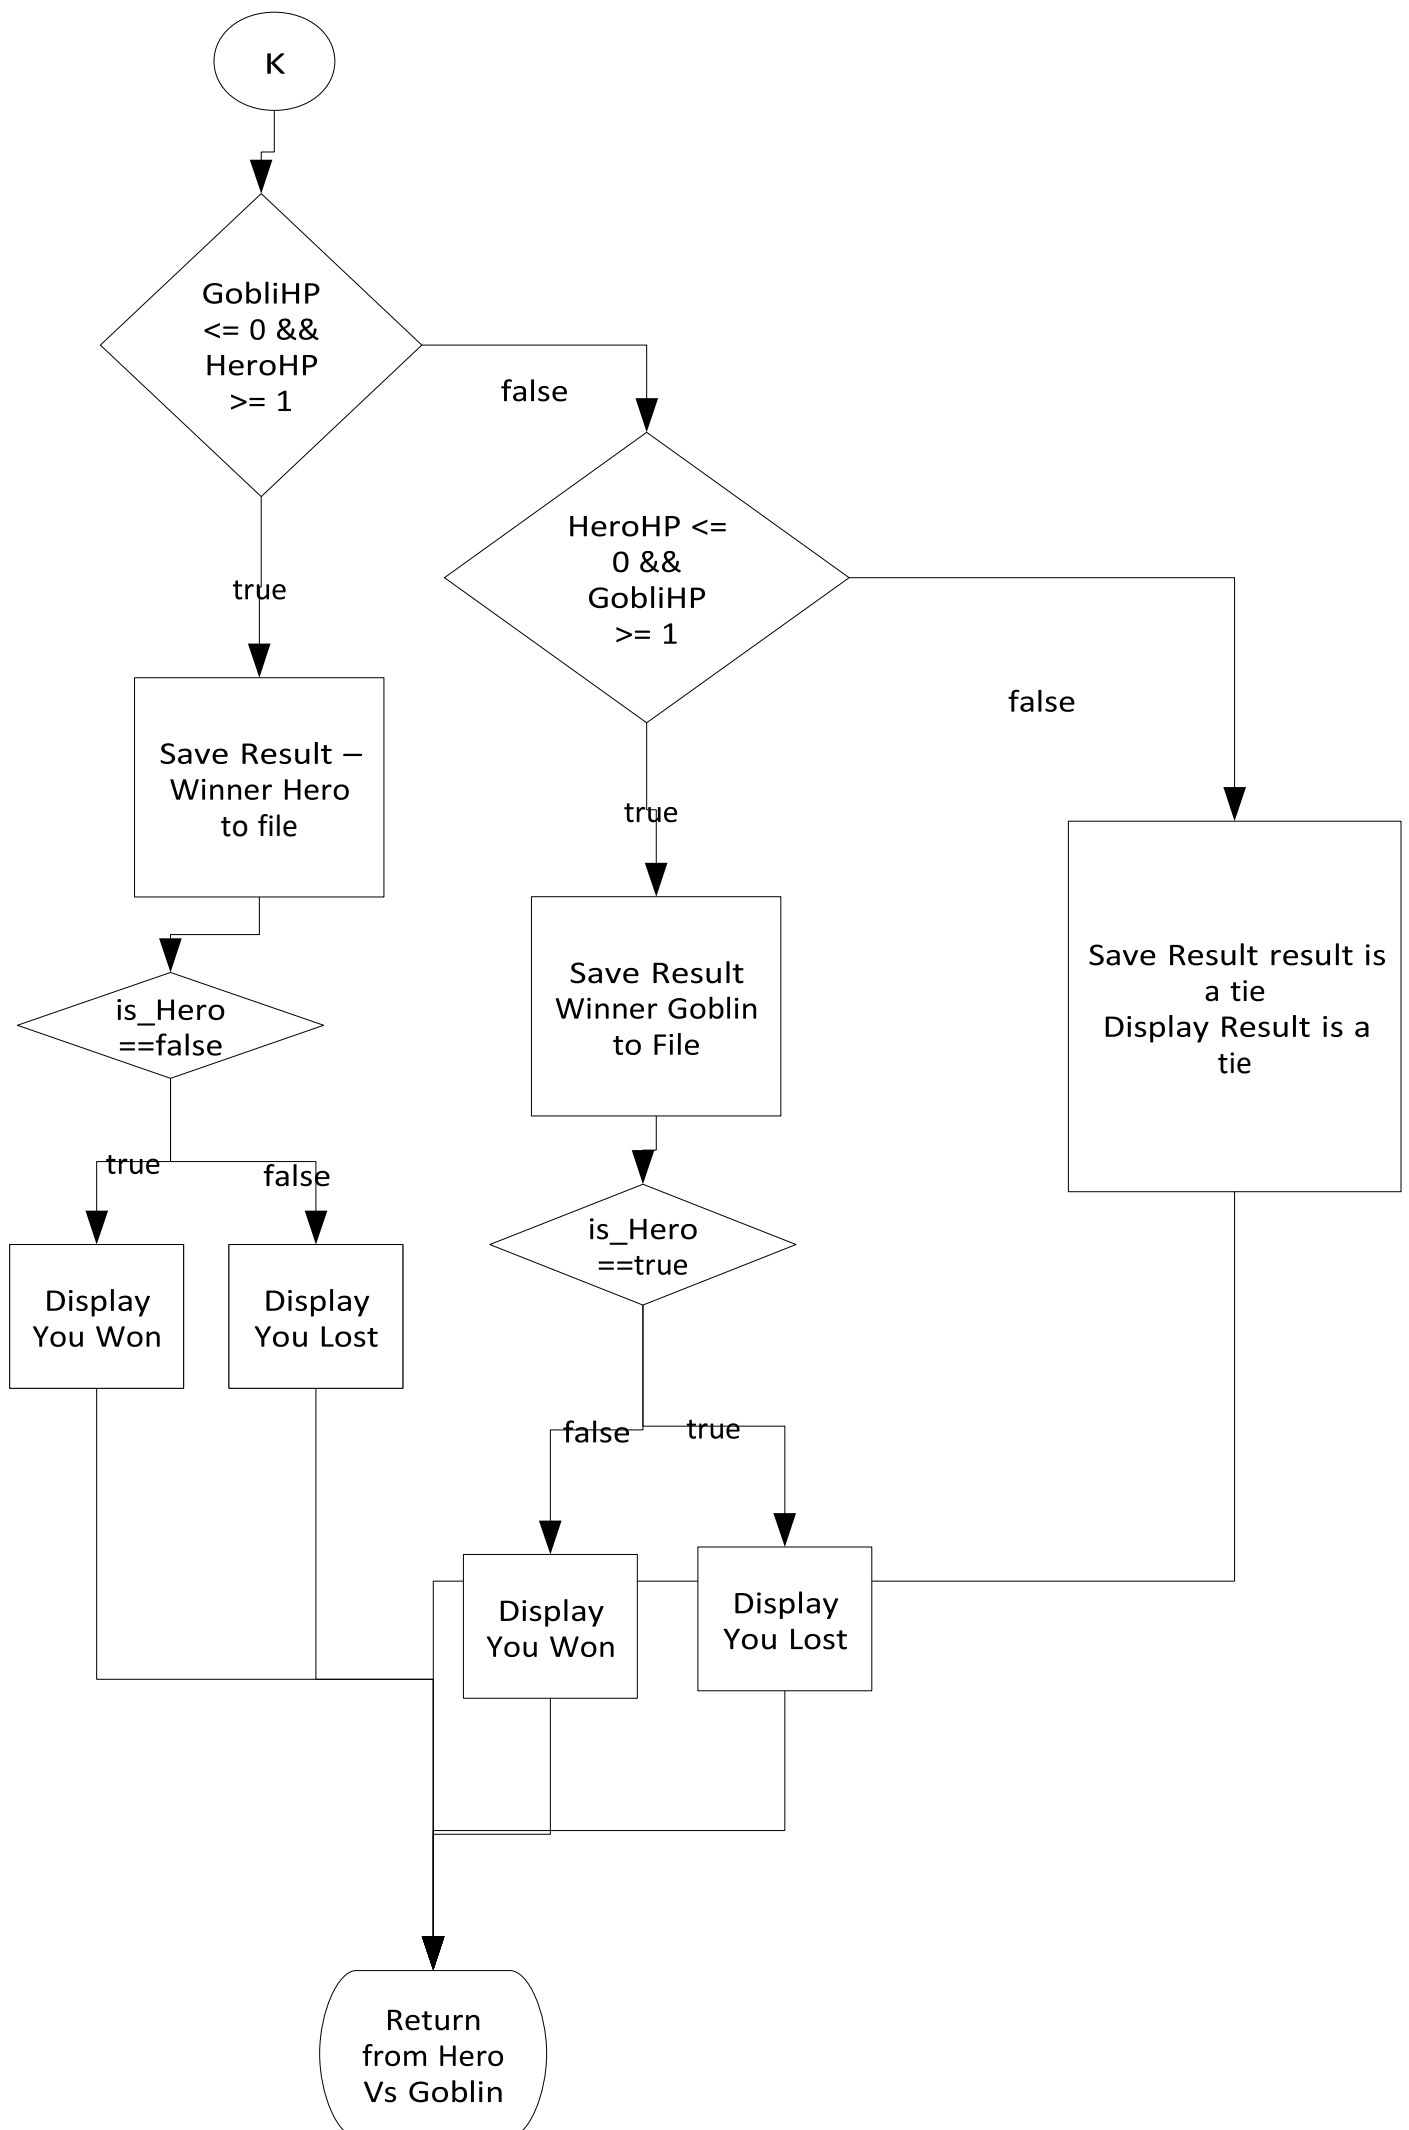 K
GobliHP
<= 0 &&
HeroHP
>= 1
false
HeroHP <=
0 &&
GobliHP
>= 1
true
false
Save Result –
Winner Hero
to file
true
Save Result
Winner Goblin
to File
Save Result result is
a tie
Display Result is a
tie
is_Hero
==false
true
false
is_Hero
==true
Display
You Won
Display
You Lost
false
true
Display
You Won
Display
You Lost
Return
from Hero
Vs Goblin